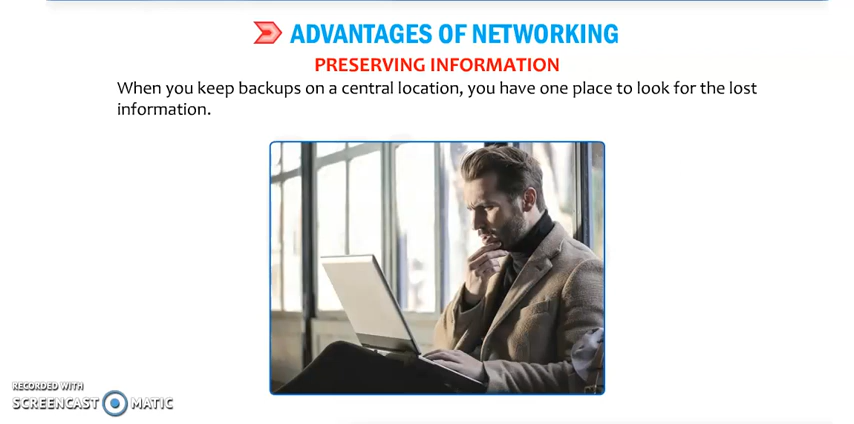 ADVANTAGES OF NETWORKING
PRESERVING INFORMATION
When you keep backups on a central location, you have one place to look for the lost
information.
RECORDED WITH
SCREENCAST MATIC